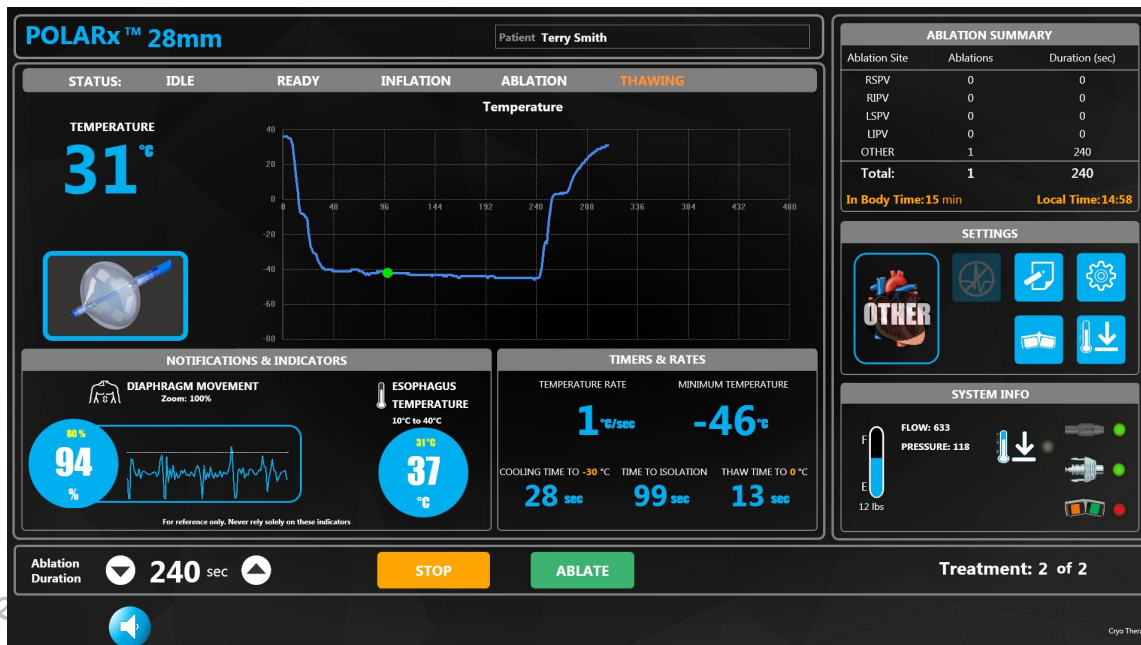 POLARx™ 28mm
Patient Terry Smith
STATUS: IDLE READY INFLATION ABLATION THAWING
Temperature
TEMPERATURE
31 °C
40
20
0
0 48 96 144 192 240 288 336 384 432 480
-20
-40
-60
-80
NOTIFICATIONS & INDICATORS
DIAPHRAGM MOVEMENT
Zoom: 100%
80 %
94
%
For reference only. Never rely solely on these indicators
ESOPHAGUS
TEMPERATURE
10°C to 40°C
31 °C
37
°C
TIMERS & RATES
TEMPERATURE RATE MINIMUM TEMPERATURE
1 °C/sec -46 °C
COOLING TIME TO -30 °C TIME TO ISOLATION THAW TIME TO 0 °C
28 sec 99 sec 13 sec
ABLATION SUMMARY
Ablation Site Ablations Duration (sec)
RSPV 0 0
RIPV 0 0
LSPV 0 0
LIPV 0 0
OTHER 1 240
Total: 1 240
In Body Time: 15 min Local Time: 14:58
SETTINGS
OTHER
SYSTEM INFO
F
E
12 lbs
FLOW: 633
PRESSURE: 118
Ablation
Duration
240 sec
STOP
ABLATE
Treatment: 2 of 2